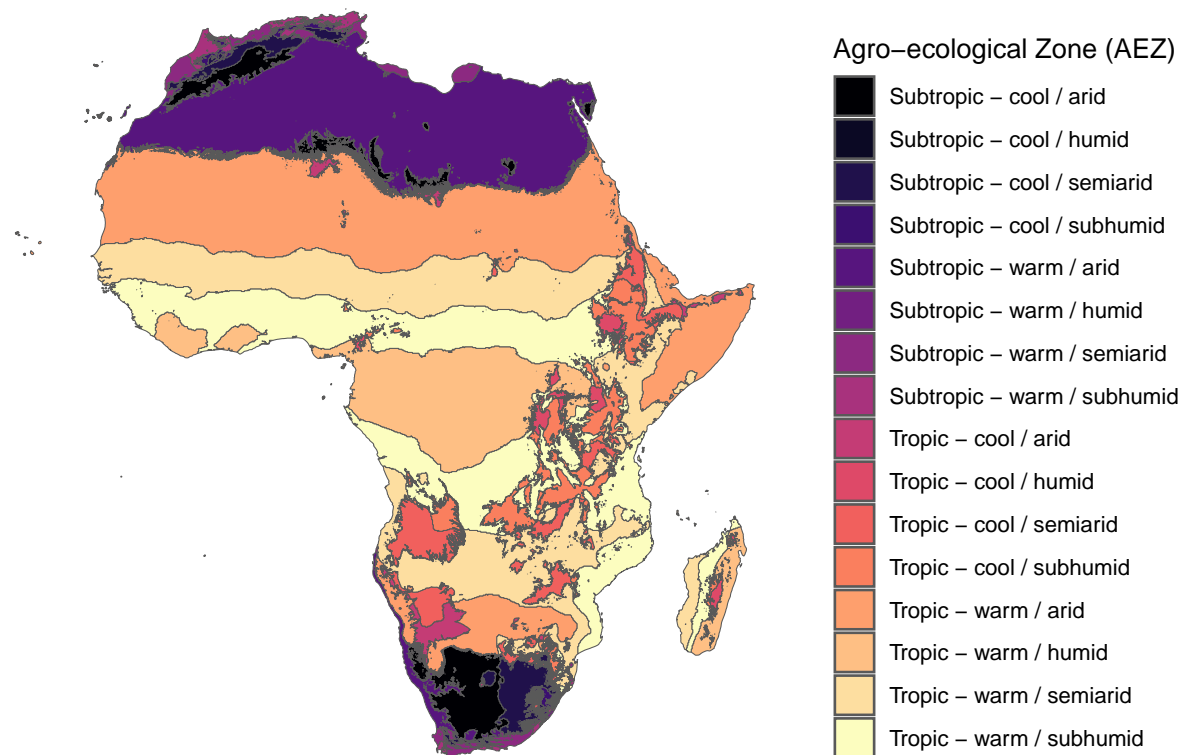 Agro−ecological Zone (AEZ)
Subtropic − cool / arid
Subtropic − cool / humid
Subtropic − cool / semiarid
Subtropic − cool / subhumid
Subtropic − warm / arid
Subtropic − warm / humid
Subtropic − warm / semiarid
Subtropic − warm / subhumid
Tropic − cool / arid
Tropic − cool / humid
Tropic − cool / semiarid
Tropic − cool / subhumid
Tropic − warm / arid
Tropic − warm / humid
Tropic − warm / semiarid
Tropic − warm / subhumid